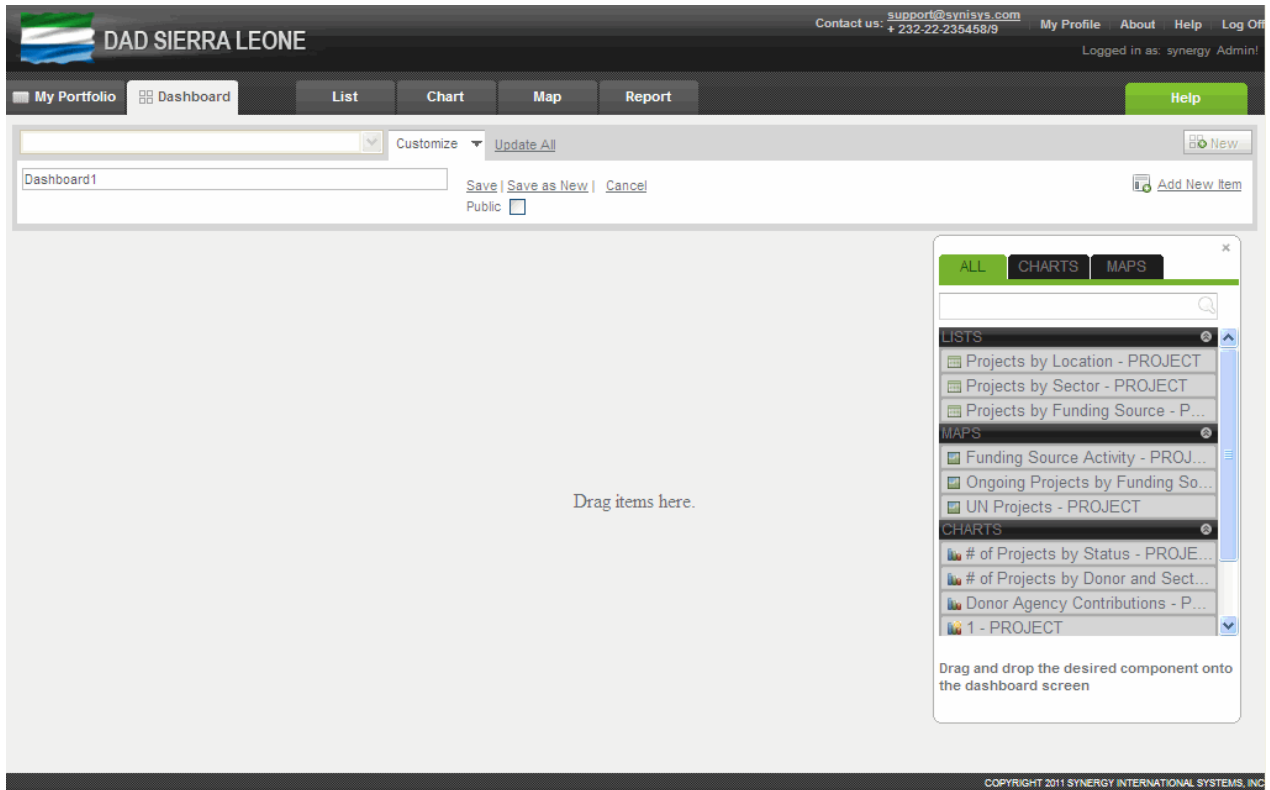 Contact us: support@synisys.com
+ 232-22-235458/9
My Profile About Help Log Off
DAD SIERRA LEONE
Logged in as: synergy Admin!
My Portfolio Dashboard List Chart Map Report Help
Customize Update All New
Dashboard1
Save | Save as New | Cancel
Add New Item
Public
×
ALL CHARTS MAPS
LISTS
Projects by Location - PROJECT
Projects by Sector - PROJECT
Projects by Funding Source - P...
MAPS
Funding Source Activity - PROJ...
Ongoing Projects by Funding So...
UN Projects - PROJECT
CHARTS
# of Projects by Status - PROJE...
# of Projects by Donor and Sect...
Donor Agency Contributions - P...
1 - PROJECT
Drag items here.
Drag and drop the desired component onto
the dashboard screen
COPYRIGHT 2011 SYNERGY INTERNATIONAL SYSTEMS, INC